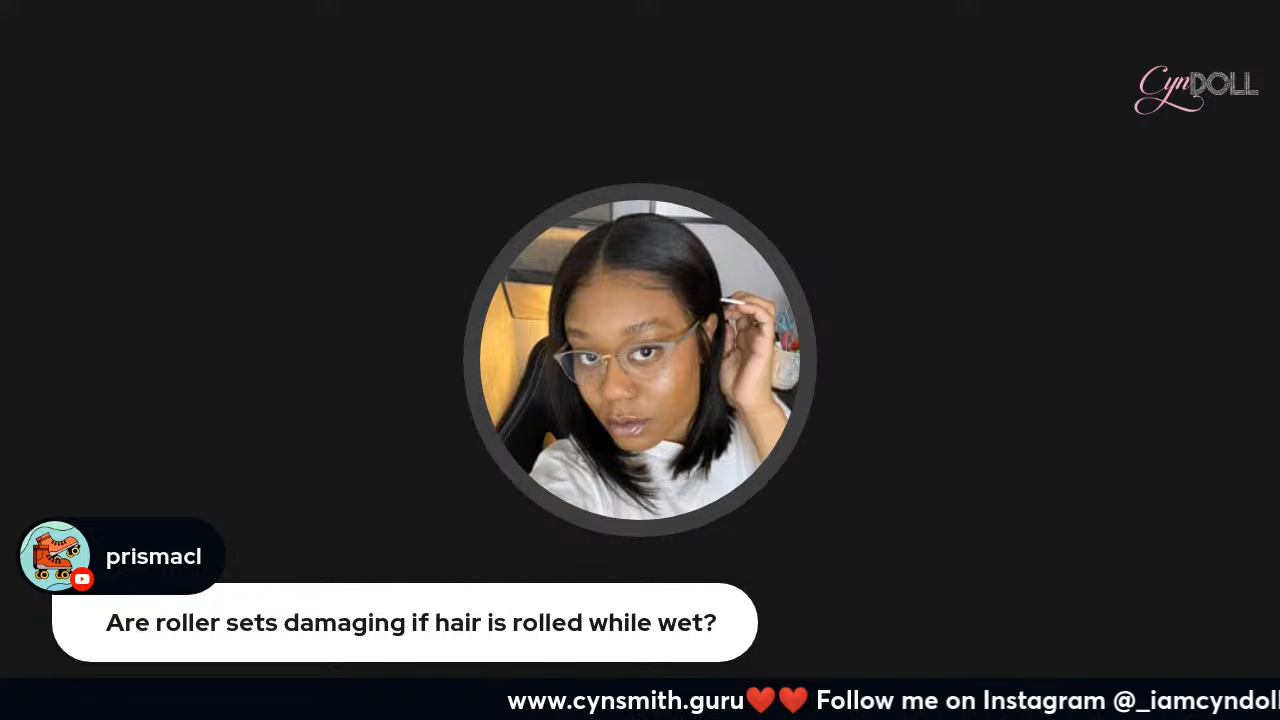 CynDOLL
prismacl
Are roller sets damaging if hair is rolled while wet?
www.cynsmith.guru❤️❤️ Follow me on Instagram @_iamcyndoll